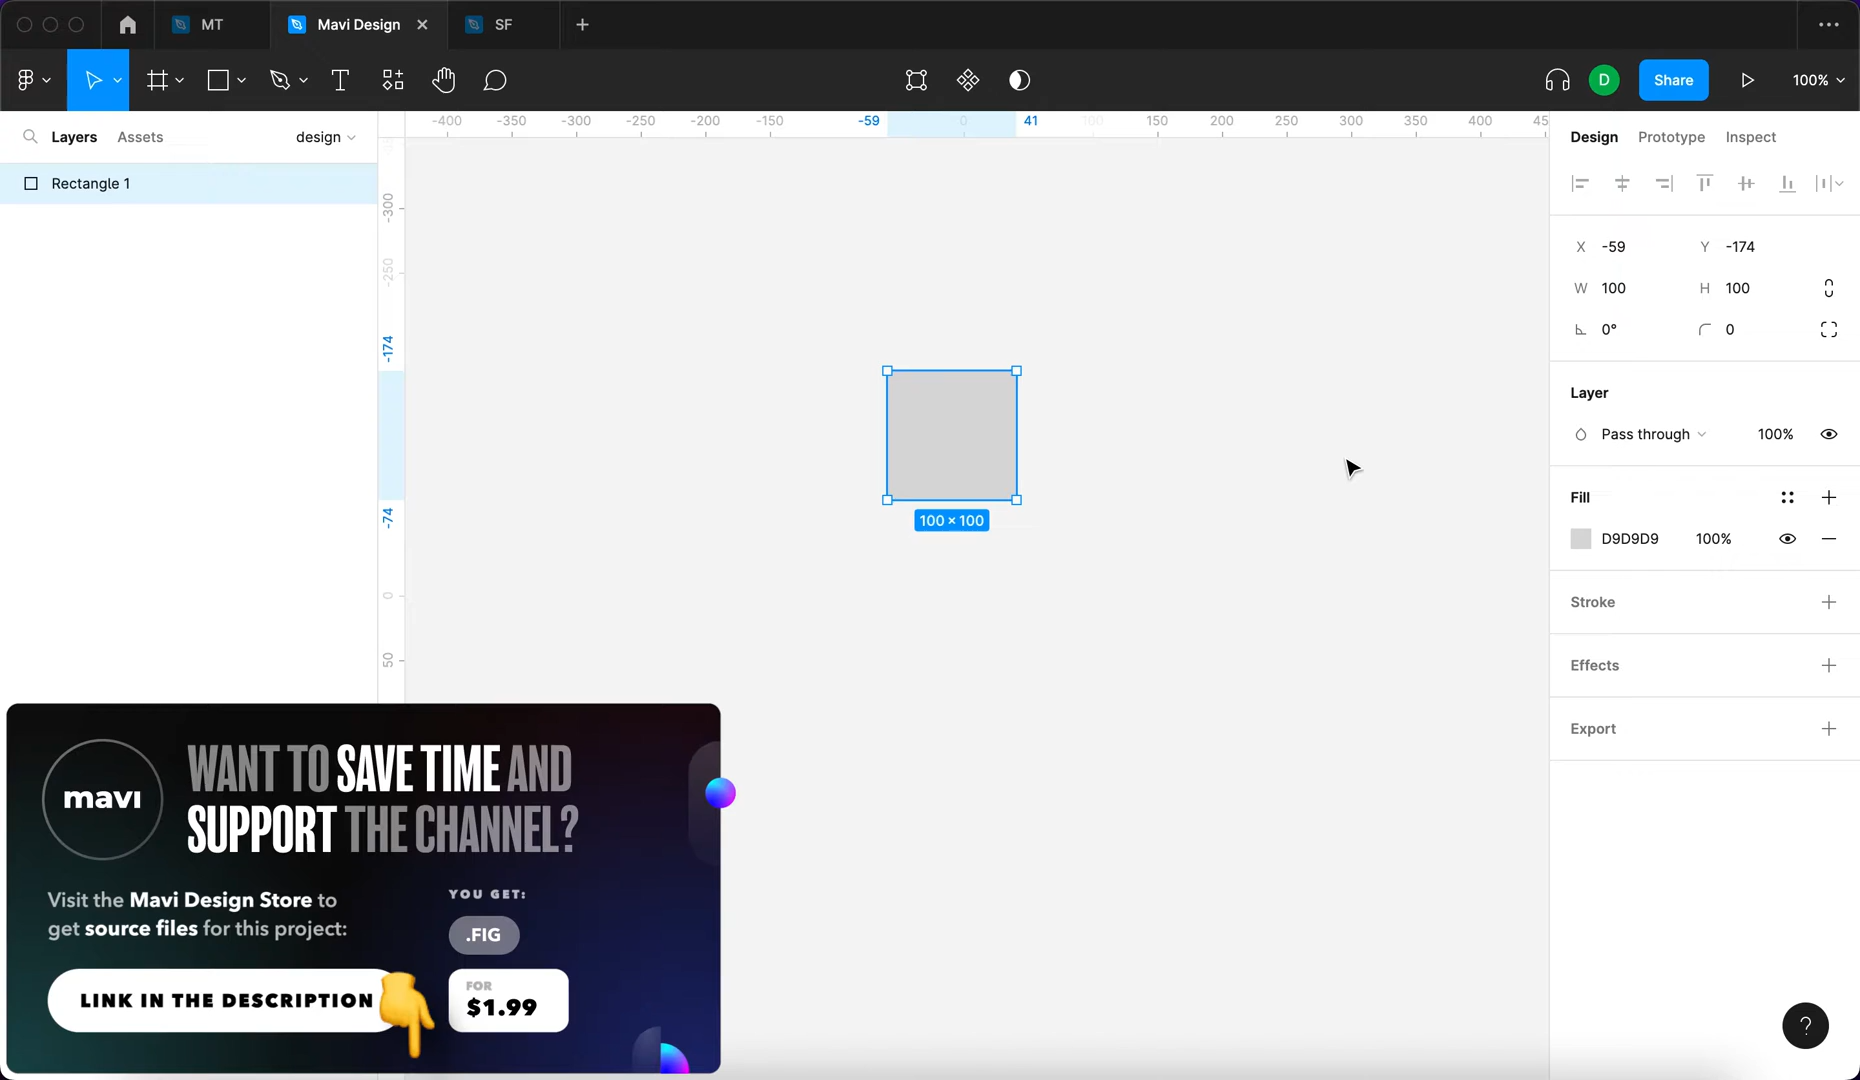 MT
Mavi Design
SF
D
Share
100%
Layers
Assets
design
Rectangle 1
-400
-350
-300
-250
-200
-150
-59
0
41
100
150
200
250
300
350
400
45
-300
-250
-174
-74
0
50
100 × 100
Design
Prototype
Inspect
X -59
Y -174
W 100
H 100
0°
0
Layer
Pass through
100%
Fill
D9D9D9
100%
Stroke
Effects
Export
?
mavi
WANT TO SAVE TIME AND
SUPPORT THE CHANNEL?
Visit the Mavi Design Store to
get source files for this project:
LINK IN THE DESCRIPTION
YOU GET:
.FIG
FOR
$1.99